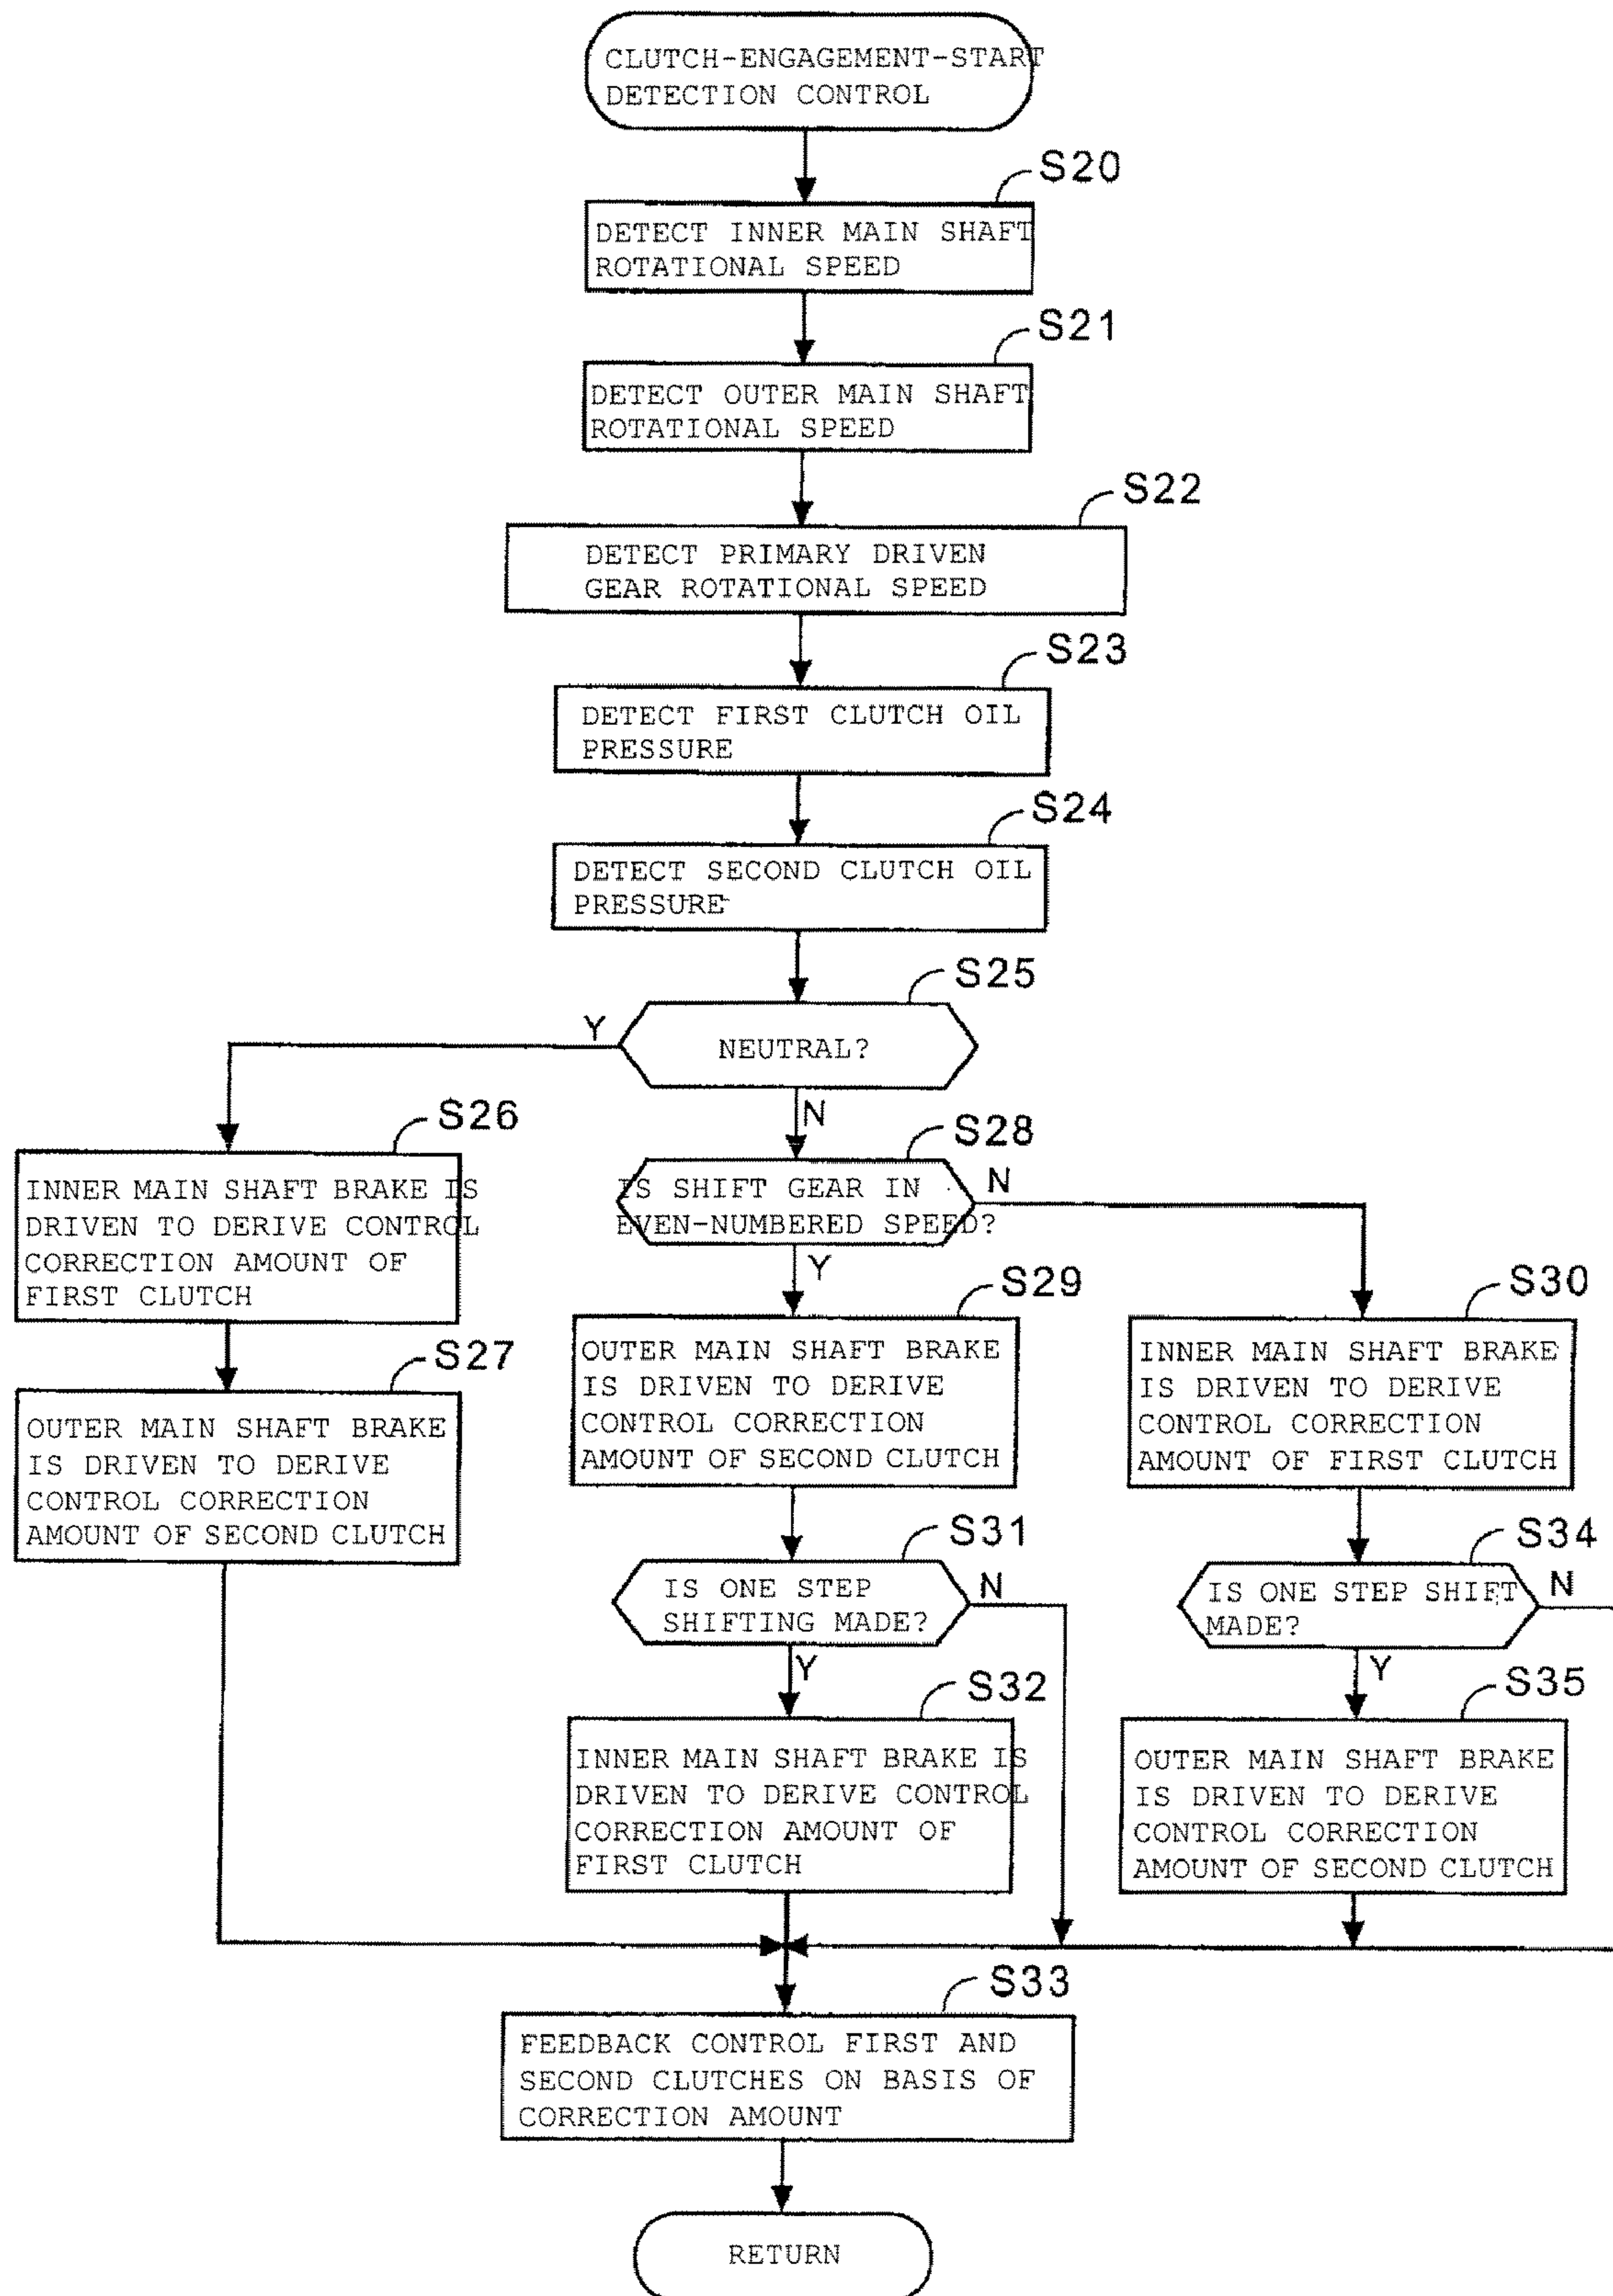 CLUTCH-ENGAGEMENT-START
DETECTION CONTROL
S20
DETECT INNER MAIN SHAFT
ROTATIONAL SPEED
S21
DETECT OUTER MAIN SHAFT
ROTATIONAL SPEED
S22
DETECT PRIMARY DRIVEN
GEAR ROTATIONAL SPEED
S23
DETECT FIRST CLUTCH OIL
PRESSURE
S24
DETECT SECOND CLUTCH OIL
PRESSURE
S25
NEUTRAL?
Y
N
S26
INNER MAIN SHAFT BRAKE IS
DRIVEN TO DERIVE CONTROL
CORRECTION AMOUNT OF
FIRST CLUTCH
S27
OUTER MAIN SHAFT BRAKE
IS DRIVEN TO DERIVE
CONTROL CORRECTION
AMOUNT OF SECOND CLUTCH
S28
IS SHIFT GEAR IN
EVEN-NUMBERED SPEED?
N
Y
S29
OUTER MAIN SHAFT BRAKE
IS DRIVEN TO DERIVE
CONTROL CORRECTION
AMOUNT OF SECOND CLUTCH
S30
INNER MAIN SHAFT BRAKE
IS DRIVEN TO DERIVE
CONTROL CORRECTION
AMOUNT OF FIRST CLUTCH
S31
IS ONE STEP
SHIFTING MADE?
N
Y
S34
IS ONE STEP SHIFT
MADE?
N
Y
S32
INNER MAIN SHAFT BRAKE IS
DRIVEN TO DERIVE CONTROL
CORRECTION AMOUNT OF
FIRST CLUTCH
S35
OUTER MAIN SHAFT BRAKE
IS DRIVEN TO DERIVE
CONTROL CORRECTION
AMOUNT OF SECOND CLUTCH
S33
FEEDBACK CONTROL FIRST AND
SECOND CLUTCHES ON BASIS OF
CORRECTION AMOUNT
RETURN